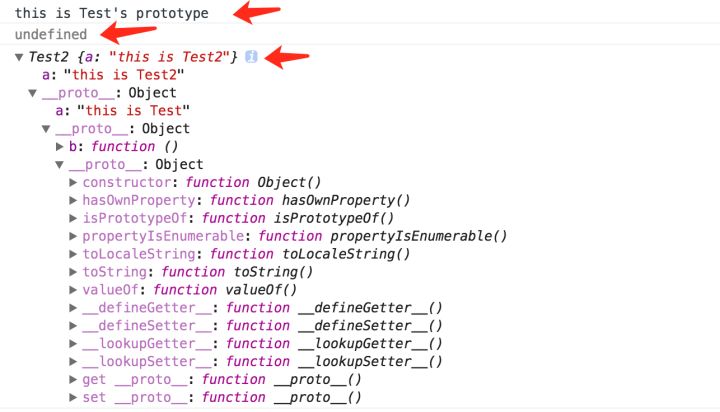 this is Test's prototype
undefined
Test2 {a: "this is Test2"} i
a: "this is Test2"
__proto__: Object
a: "this is Test"
__proto__: Object
b: function ()
__proto__: Object
constructor: function Object()
hasOwnProperty: function hasOwnProperty()
isPrototypeOf: function isPrototypeOf()
propertyIsEnumerable: function propertyIsEnumerable()
toLocaleString: function toLocaleString()
toString: function toString()
valueOf: function valueOf()
__defineGetter__: function __defineGetter__()
__defineSetter__: function __defineSetter__()
__lookupGetter__: function __lookupGetter__()
__lookupSetter__: function __lookupSetter__()
get __proto__: function __proto__()
set __proto__: function __proto__()